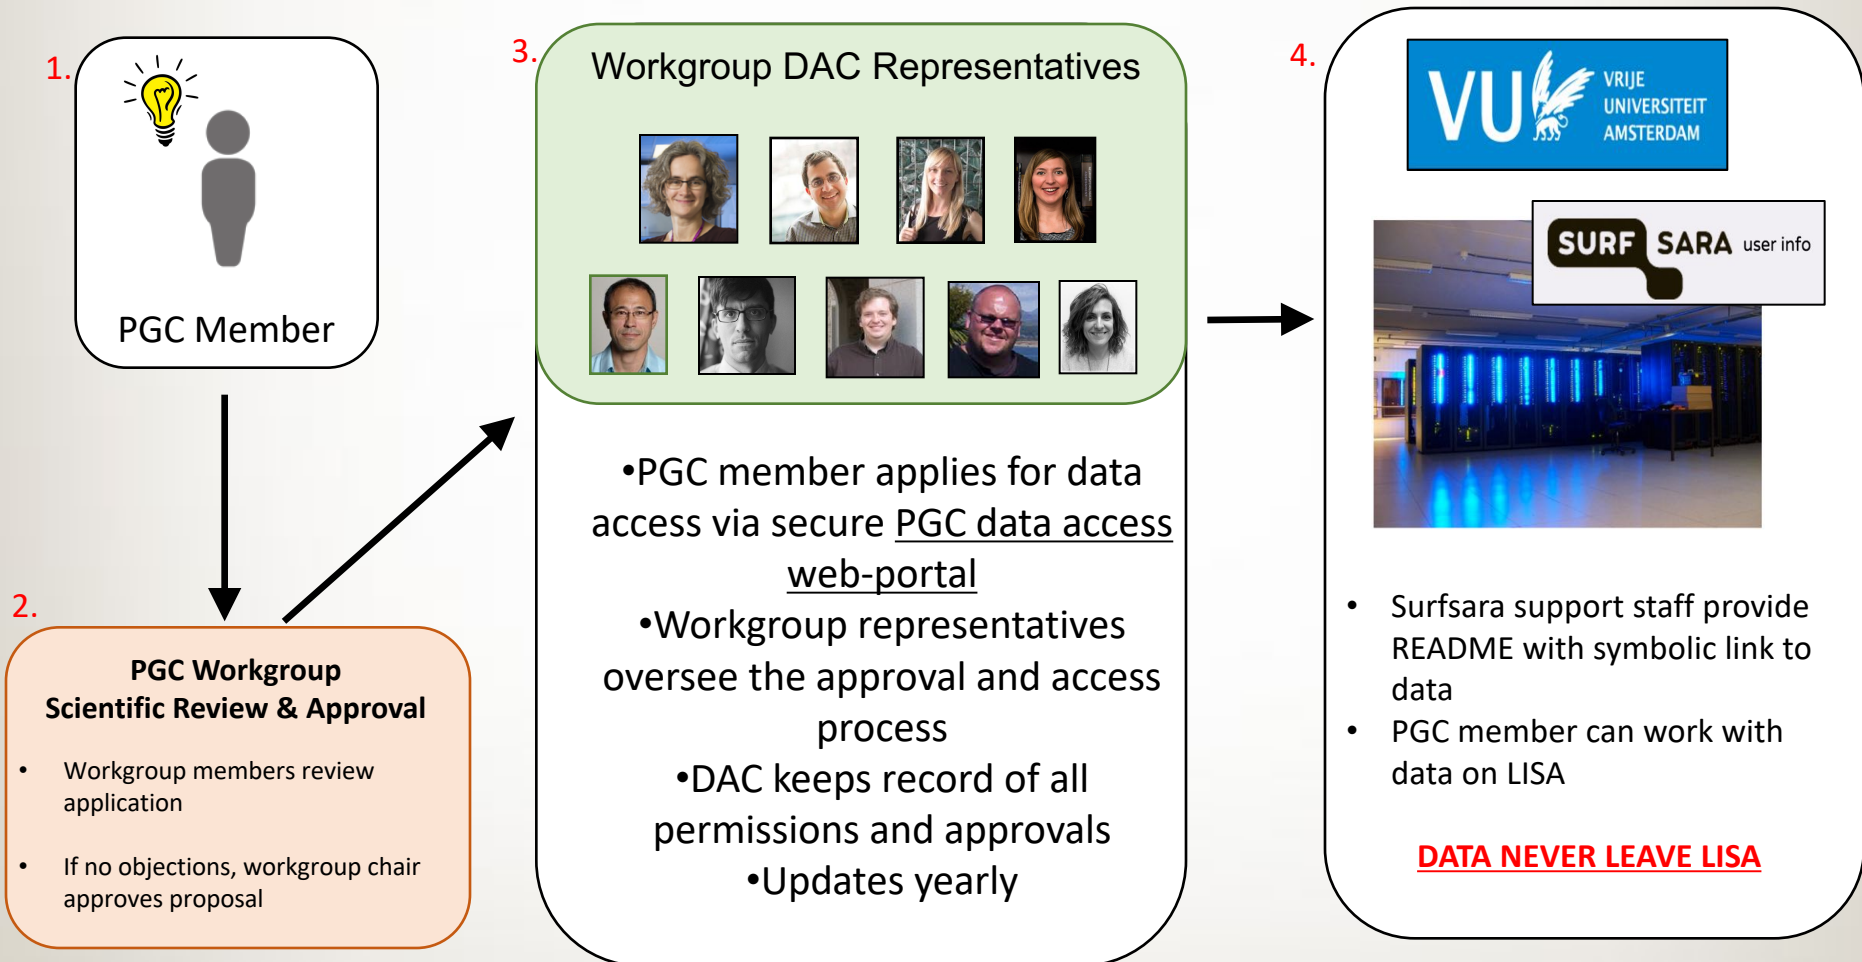 1.
PGC Member
2.
PGC Workgroup
Scientific Review & Approval
• Workgroup members review
application
• If no objections, workgroup chair
approves proposal
3.
Workgroup DAC Representatives
•PGC member applies for data
access via secure PGC data access
web-portal
•Workgroup representatives
oversee the approval and access
process
•DAC keeps record of all
permissions and approvals
•Updates yearly
4.
VU VRIJE
UNIVERSITEIT
AMSTERDAM
SURF SARA user info
• Surfsara support staff provide
README with symbolic link to
data
• PGC member can work with
data on LISA
DATA NEVER LEAVE LISA